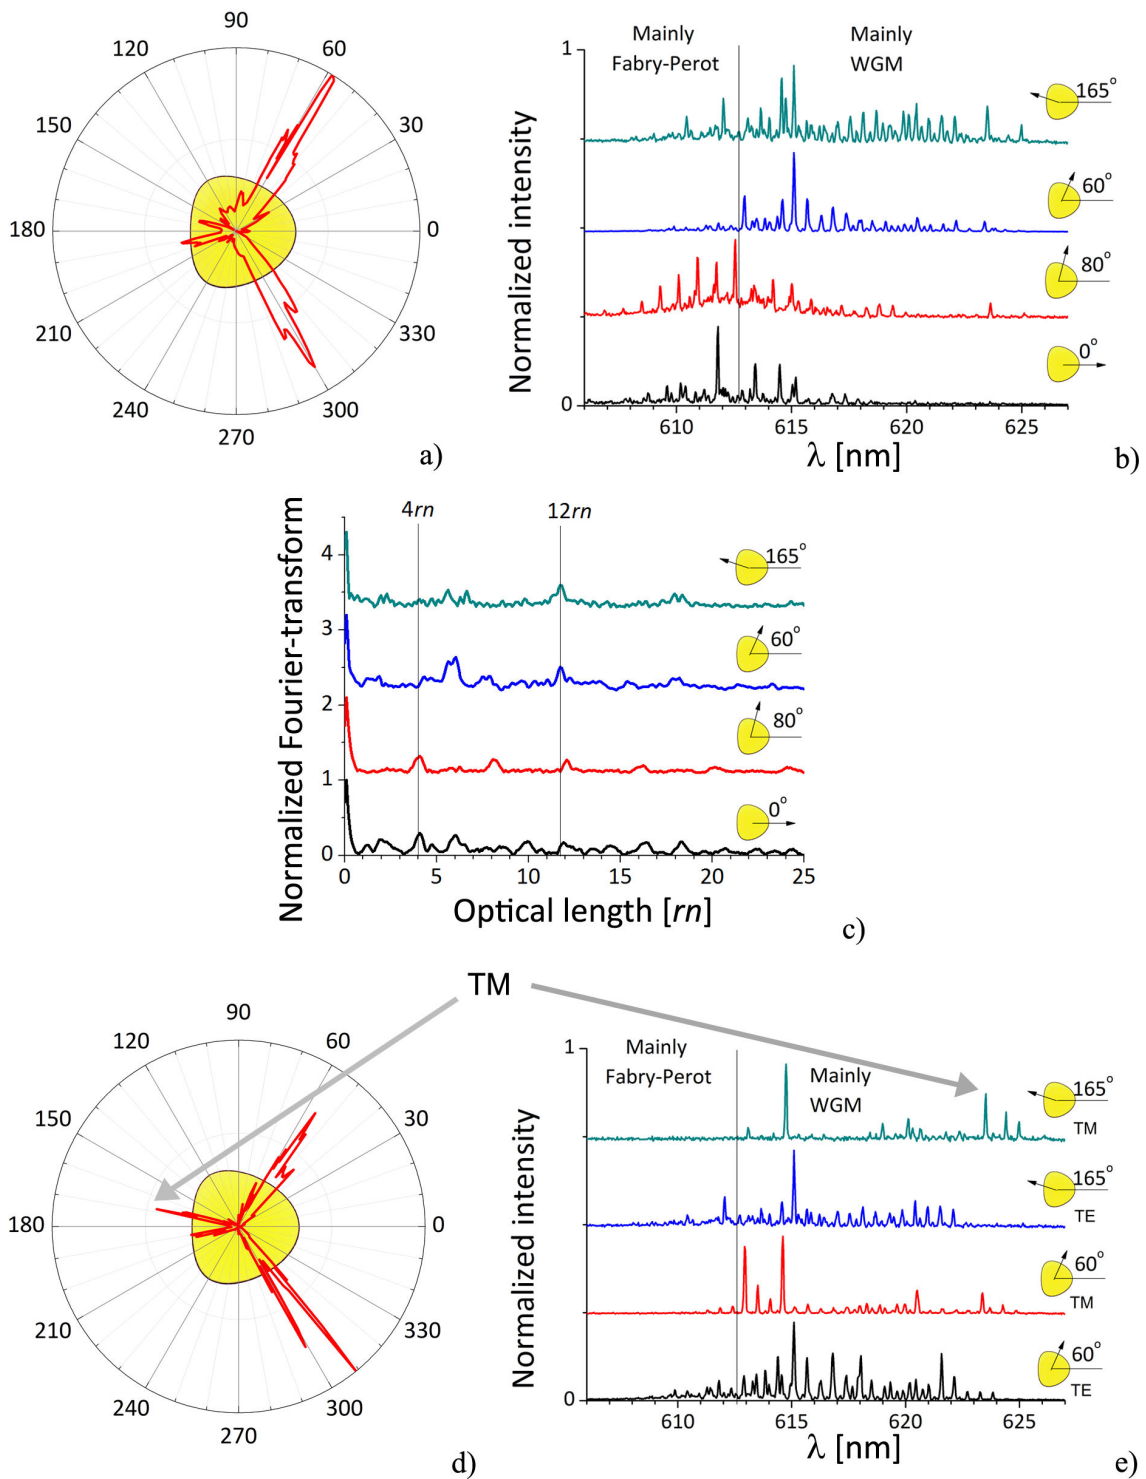 90
120
60
150
30
180
0
210
330
240
300
270
a)
Mainly
Fabry-Perot
Mainly
WGM
1
165°
60°
80°
0°
0
Normalized intensity
610
615
620
625
λ [nm]
b)
4rn
12rn
4
3
2
1
0
165°
60°
80°
0°
Normalized Fourier-transform
0
5
10
15
20
25
Optical length [rn]
c)
TM
90
120
60
150
30
180
0
210
330
240
300
270
d)
Mainly
Fabry-Perot
Mainly
WGM
1
165°
TM
165°
TE
60°
TM
60°
TE
0
Normalized intensity
610
615
620
625
λ [nm]
e)